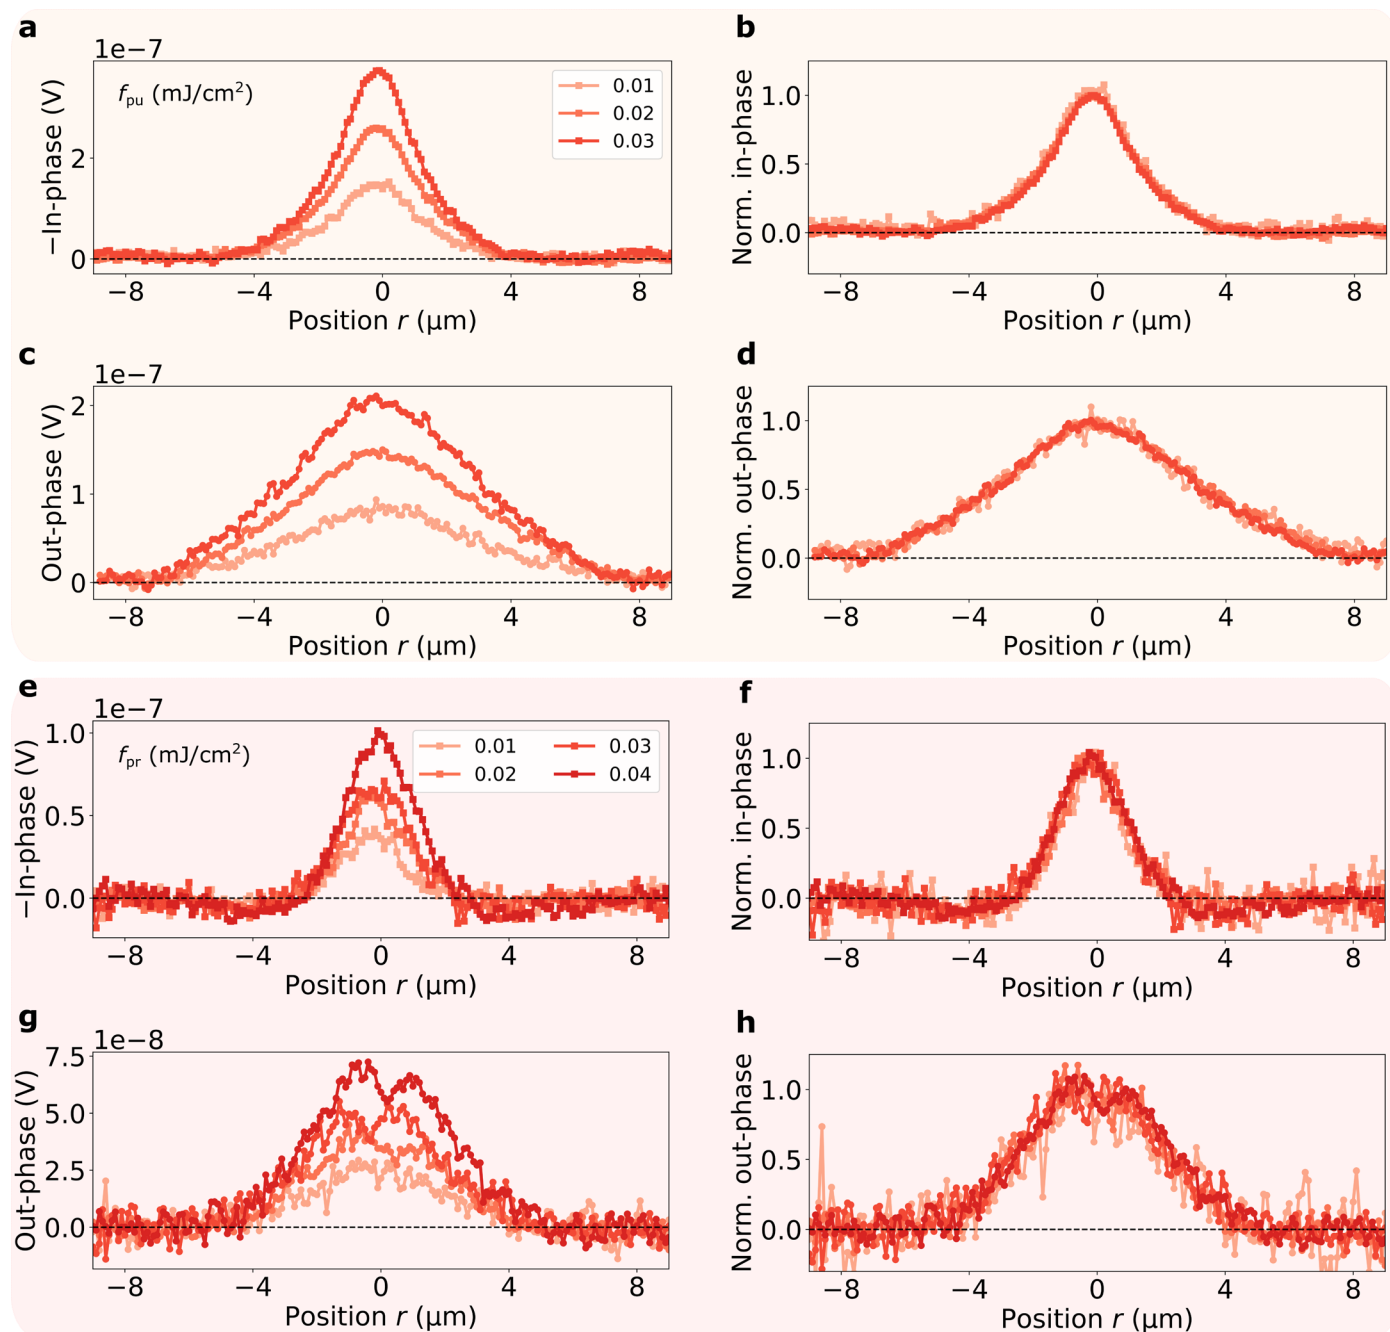 a
1e−7
−In-phase (V)
f_pu (mJ/cm²)
0.01
0.02
0.03
2
0
−8 −4 0 4 8
Position r (μm)
b
Norm. in-phase
1.0
0.5
0.0
−8 −4 0 4 8
Position r (μm)
c
1e−7
Out-phase (V)
2
1
0
−8 −4 0 4 8
Position r (μm)
d
Norm. out-phase
1.0
0.5
0.0
−8 −4 0 4 8
Position r (μm)
e
1e−7
−In-phase (V)
f_pr (mJ/cm²)
0.01 0.03
0.02 0.04
1.0
0.5
0.0
−8 −4 0 4 8
Position r (μm)
f
Norm. in-phase
1.0
0.5
0.0
−8 −4 0 4 8
Position r (μm)
g
1e−8
Out-phase (V)
7.5
5.0
2.5
0.0
−8 −4 0 4 8
Position r (μm)
h
Norm. out-phase
1.0
0.5
0.0
−8 −4 0 4 8
Position r (μm)